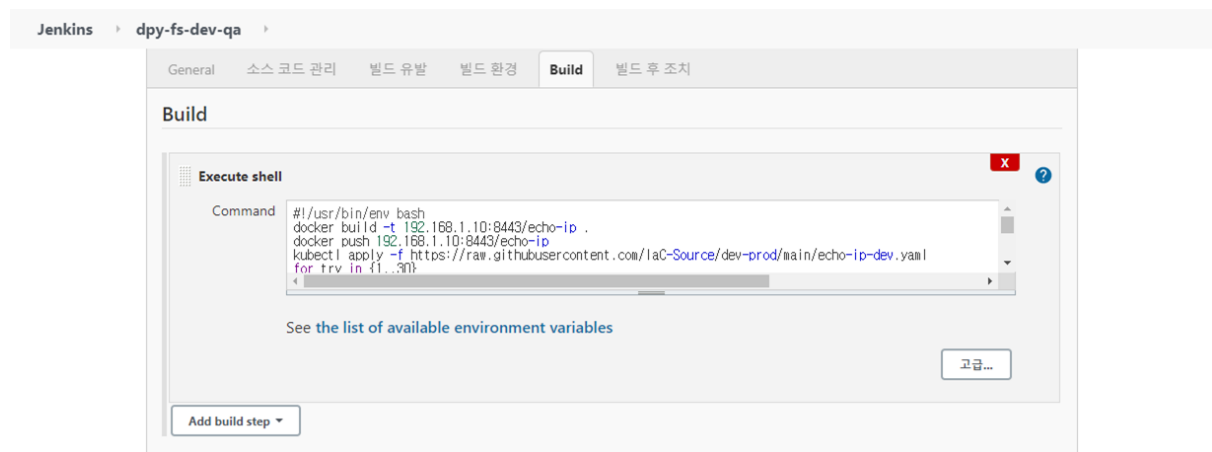 Jenkins dpy-fs-dev-qa
General 소스 코드 관리 빌드 유발 빌드 환경 Build 빌드 후 조치
Build
X
Execute shell
?
Command
#!/usr/bin/env bash
docker build -t 192.168.1.10:8443/echo-ip .
docker push 192.168.1.10:8443/echo-ip
kubectl apply -f https://raw.githubusercontent.com/IaC-Source/dev-prod/main/echo-ip-dev.yaml
for try in {1..30}
See the list of available environment variables
고급...
Add build step